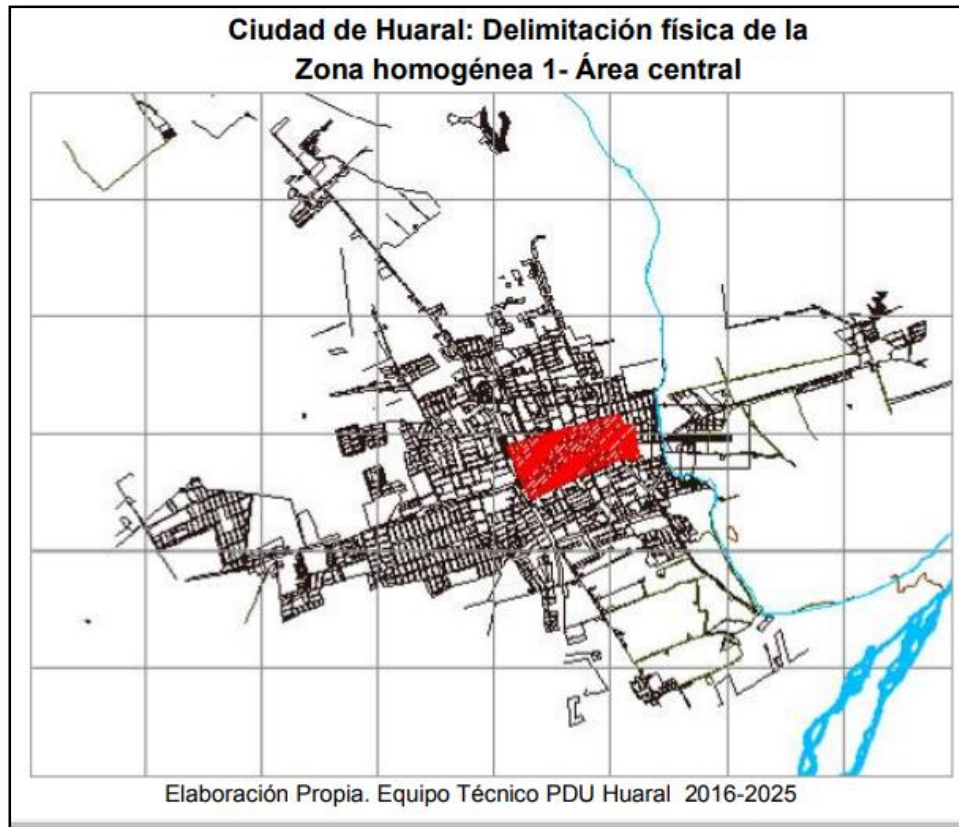 Ciudad de Huaral: Delimitación física de la
Zona homogénea 1- Área central
Elaboración Propia. Equipo Técnico PDU Huaral 2016-2025